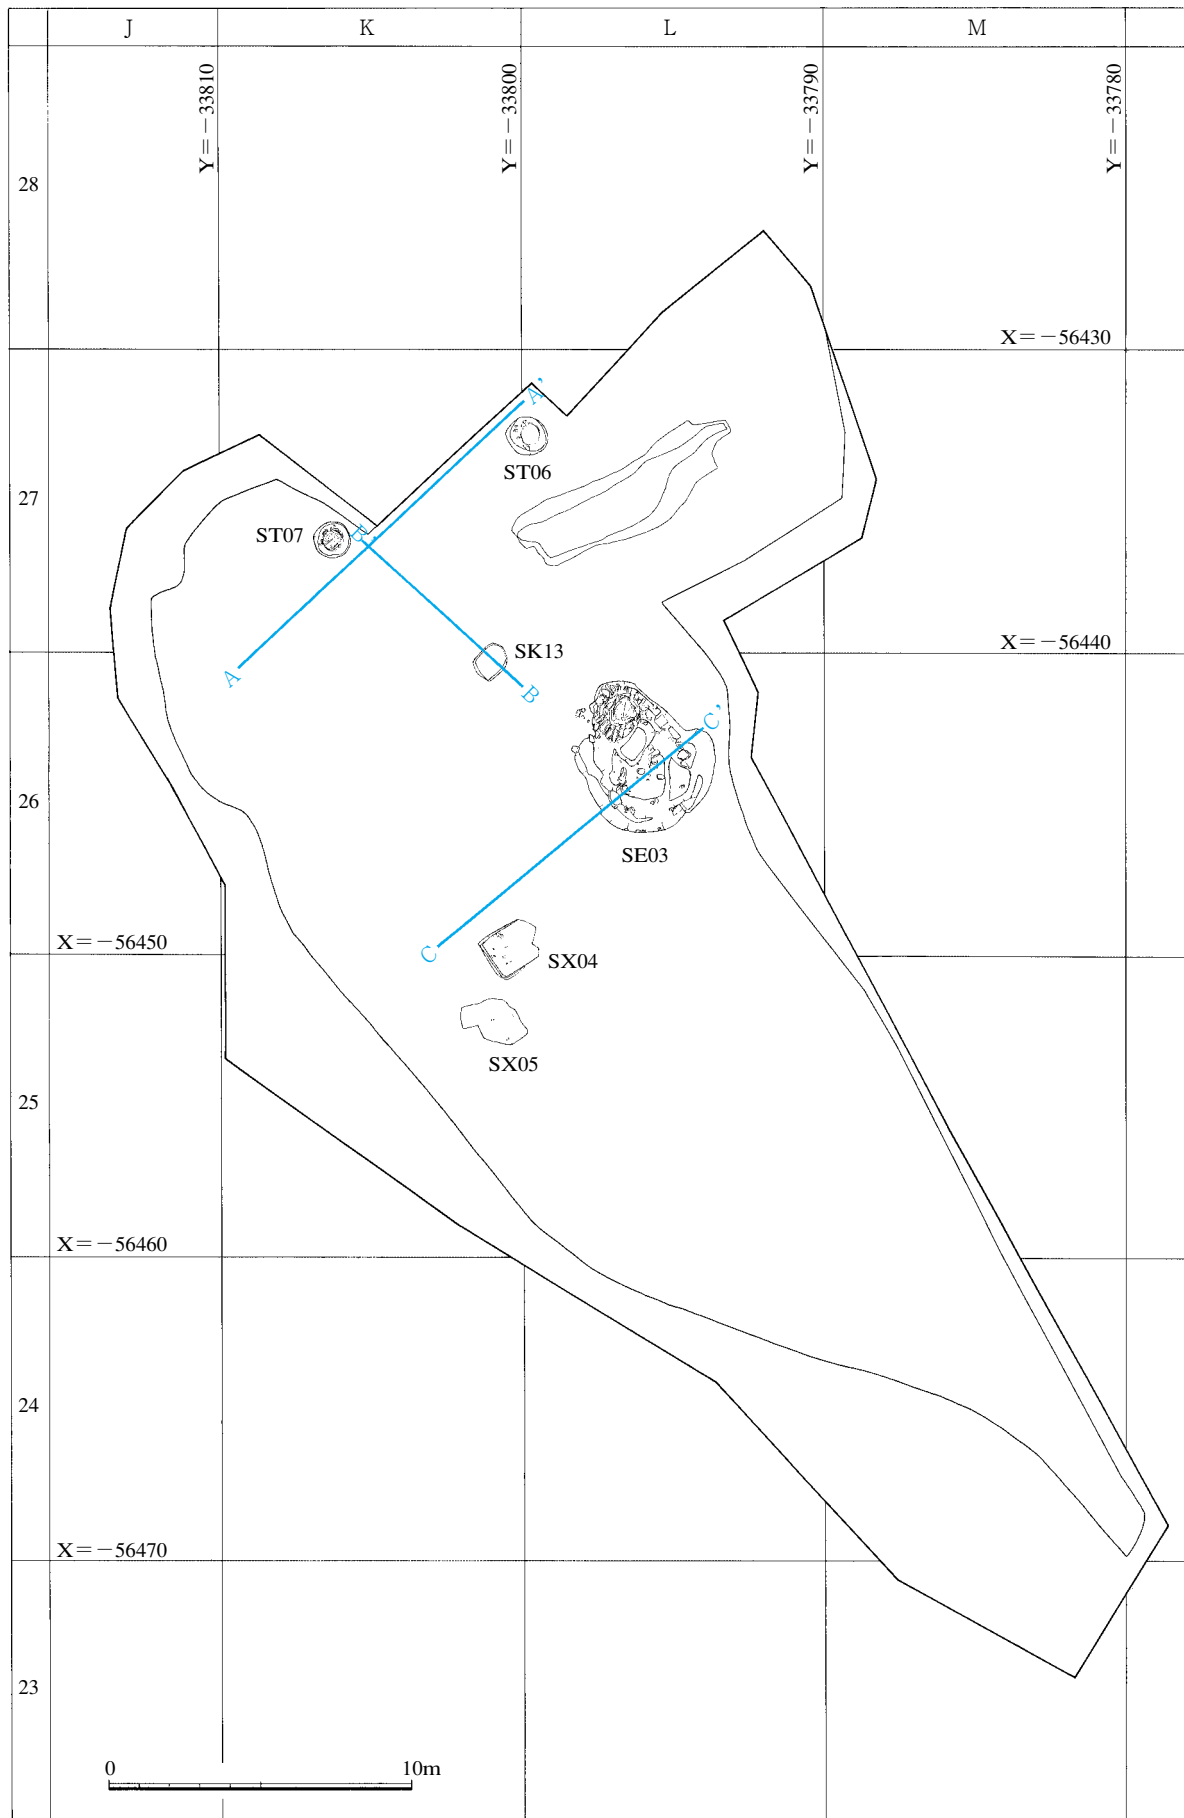 J K L M
Y=-33810
Y=-33800
Y=-33790
Y=-33780
28
X=-56430
A'
ST06
27
ST07
B'
X=-56440
SK13
A
B
C'
26
SE03
X=-56450
C
SX04
SX05
25
X=-56460
24
X=-56470
23
0 10m